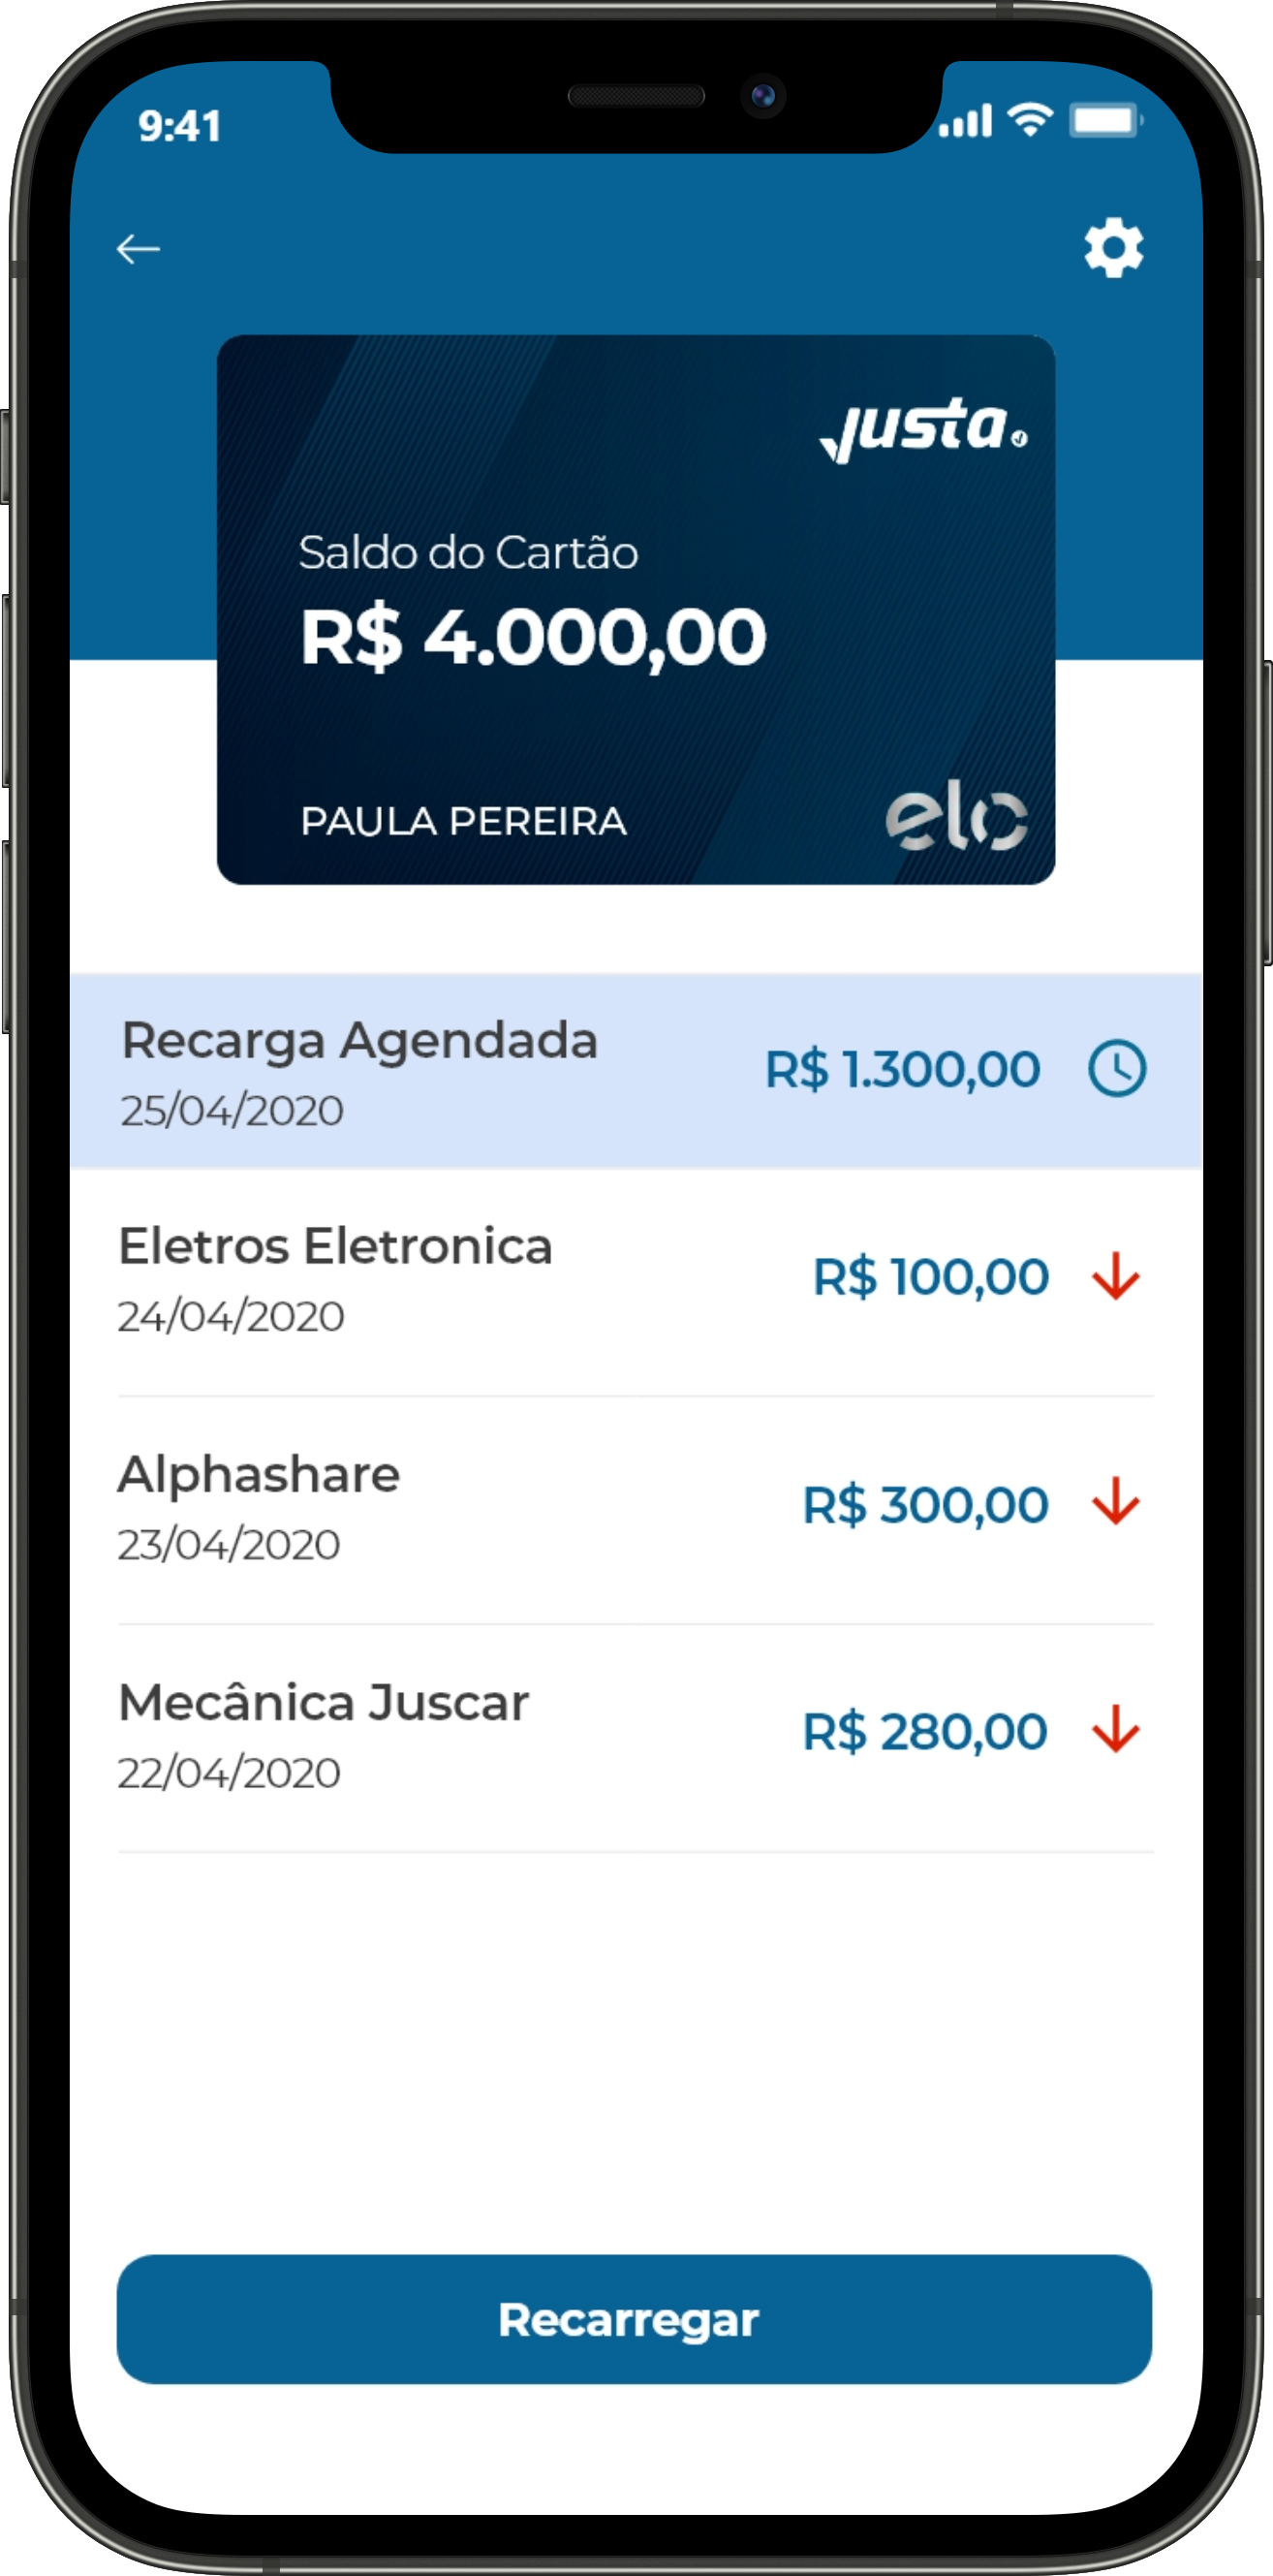 9:41
justa.
Saldo do Cartão
R$ 4.000,00
PAULA PEREIRA
elo
Recarga Agendada
R$ 1.300,00
25/04/2020
Eletros Eletronica
R$ 100,00
24/04/2020
Alphashare
R$ 300,00
23/04/2020
Mecânica Juscar
R$ 280,00
22/04/2020
Recarregar